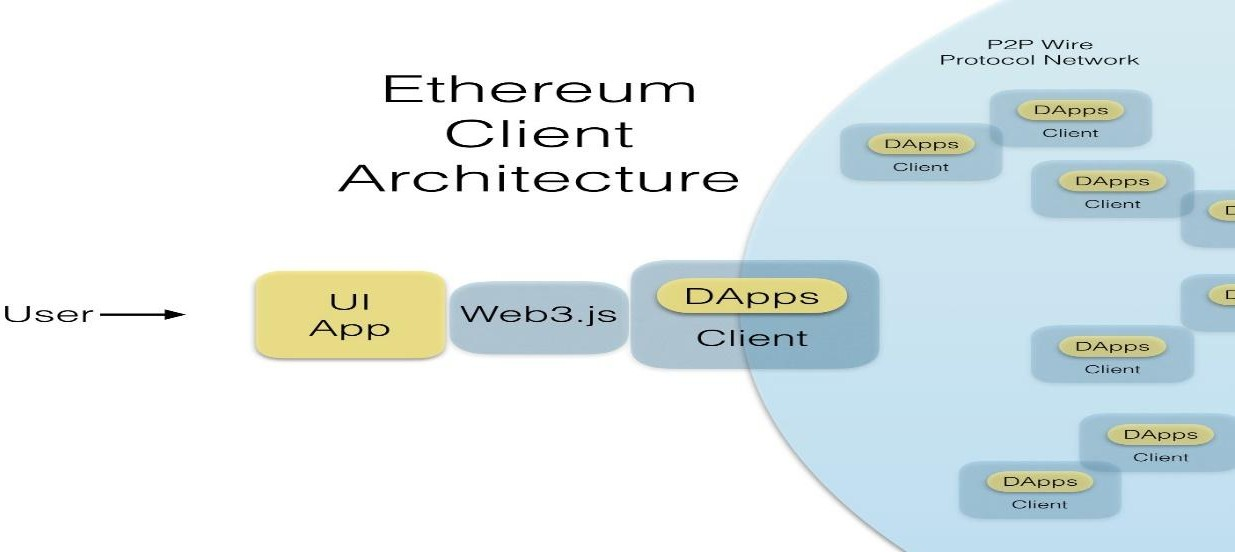 P2P Wire
Protocol Network
Ethereum
Client
Architecture
DApps
Client
DApps
Client
DApps
Client
D
User
UI
App
Web3.js
DApps
Client
D
DApps
Client
DApps
Client
DApps
Client